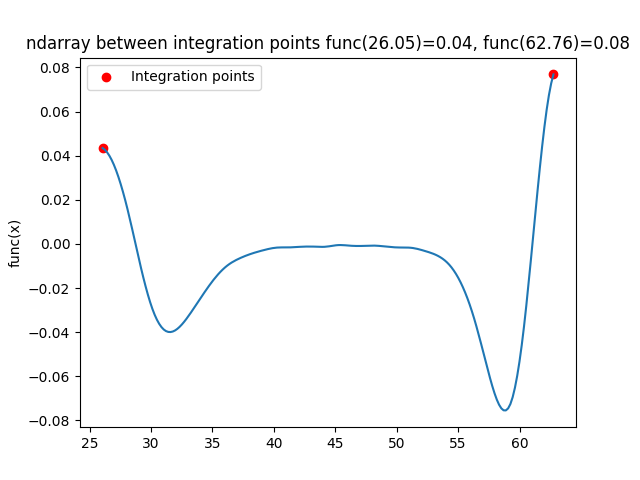 ndarray between integration points func(26.05)=0.04, func(62.76)=0.08
Integration points
func(x)
0.08
0.06
0.04
0.02
0.00
−0.02
−0.04
−0.06
−0.08
25 30 35 40 45 50 55 60